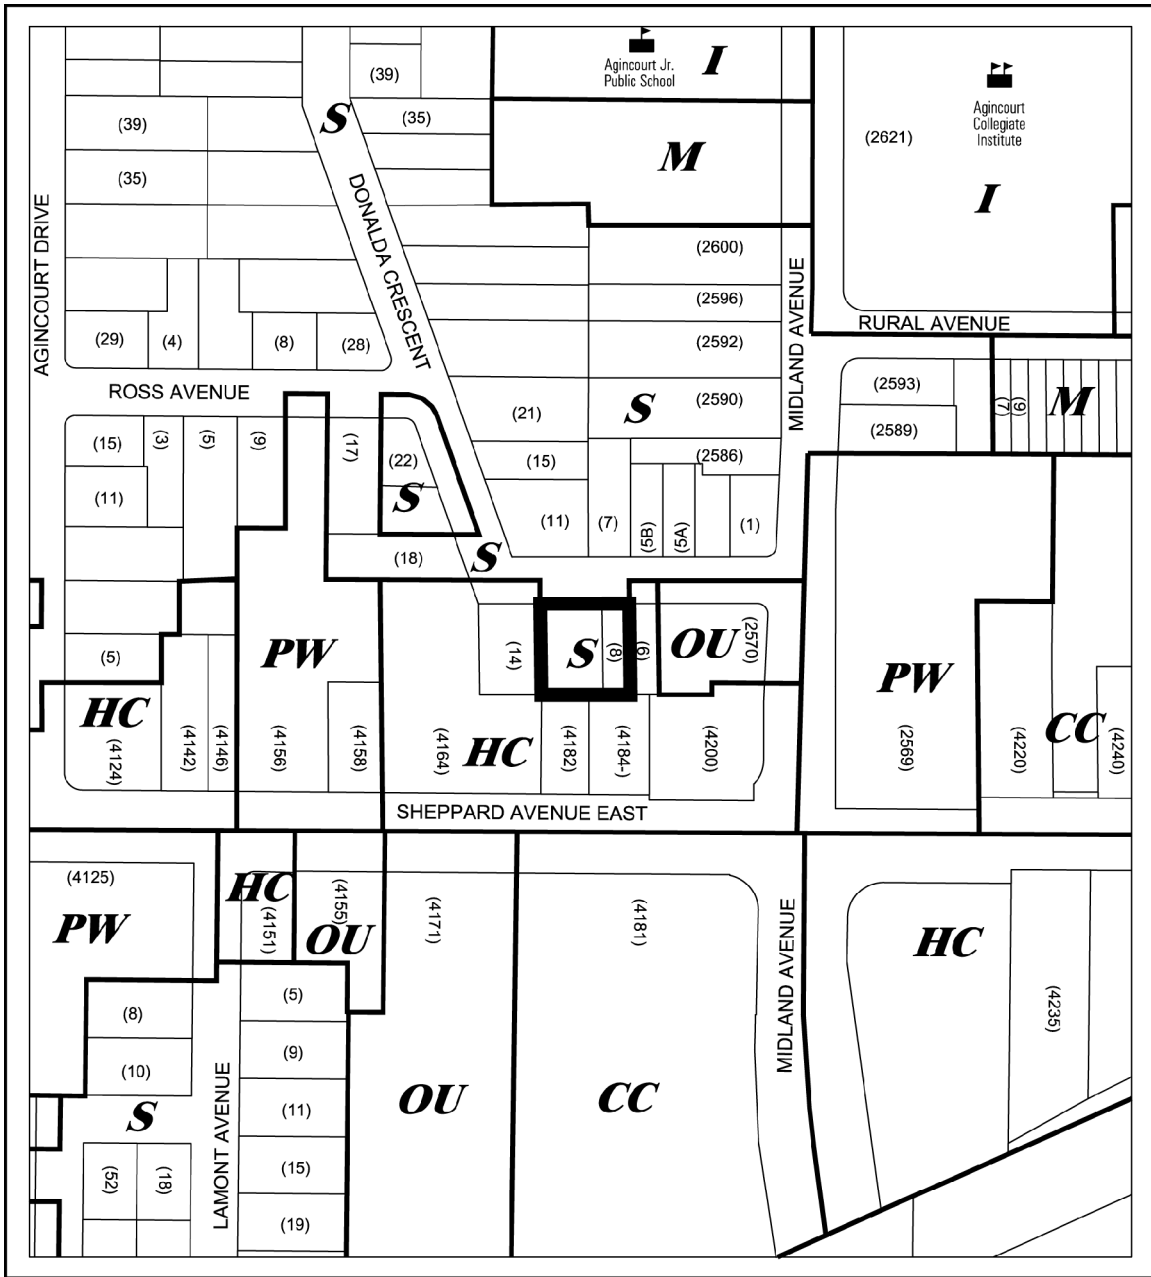 Agincourt Jr.
Public School
I
(39)
S
(35)
(39)
M
(2621)
Agincourt
Collegiate
Institute
I
(35)
DONALDA CRESCENT
AGINCOURT DRIVE
(2600)
(2596)
MIDLAND AVENUE
RURAL AVENUE
(29)
(4)
(8)
(28)
(2592)
ROSS AVENUE
(2593)
(7)
(9)
M
(21)
S
(2590)
(2589)
(15)
(3)
(5)
(9)
(17)
(22)
(15)
(2586)
(11)
S
(11)
(7)
(5B)
(5A)
(1)
(18)
S
(5)
PW
(14)
S
(8)
(6)
OU
(2570)
PW
HC
(4124)
(4142)
(4146)
(4156)
(4158)
(4164)
HC
(4182)
(4184-)
(4200)
(2569)
(4220)
CC
(4240)
SHEPPARD AVENUE EAST
(4125)
PW
HC
(4151)
(4155)
OU
(4171)
(4181)
MIDLAND AVENUE
HC
(4235)
(8)
(5)
(10)
(9)
S
LAMONT AVENUE
(11)
OU
CC
(52)
(18)
(15)
(19)